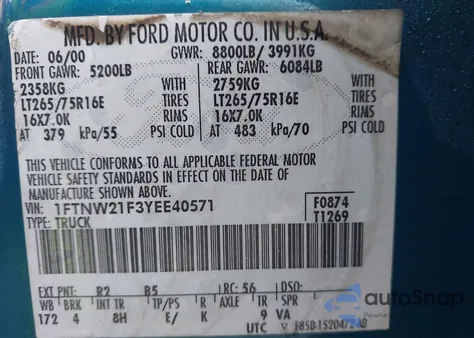 MFD. BY FORD MOTOR CO. IN U.S.A.
DATE: 06/00 GVWR: 8800LB/ 3991KG
FRONT GAWR: 5200LB REAR GAWR: 6084LB
2358KG WITH 2759KG WITH
LT265/75R16E TIRES LT265/75R16E TIRES
16X7.0K RIMS 16X7.0K RIMS
AT 379 kPa/55 PSI COLD AT 483 kPa/70 PSI COLD
THIS VEHICLE CONFORMS TO ALL APPLICABLE FEDERAL MOTOR
VEHICLE SAFETY STANDARDS IN EFFECT ON THE DATE OF
MANUFACTURE SHOWN ABOVE.
VIN: 1FTNW21F3YEE40571 F0874
TYPE: TRUCK T1269
EXT PNT: R2 B5 RC: 56 DSO:
WB BRK INT TR TP/PS R AXLE TR SPR
172 4 8H E/ K 9 VA
UTC
autoSnap